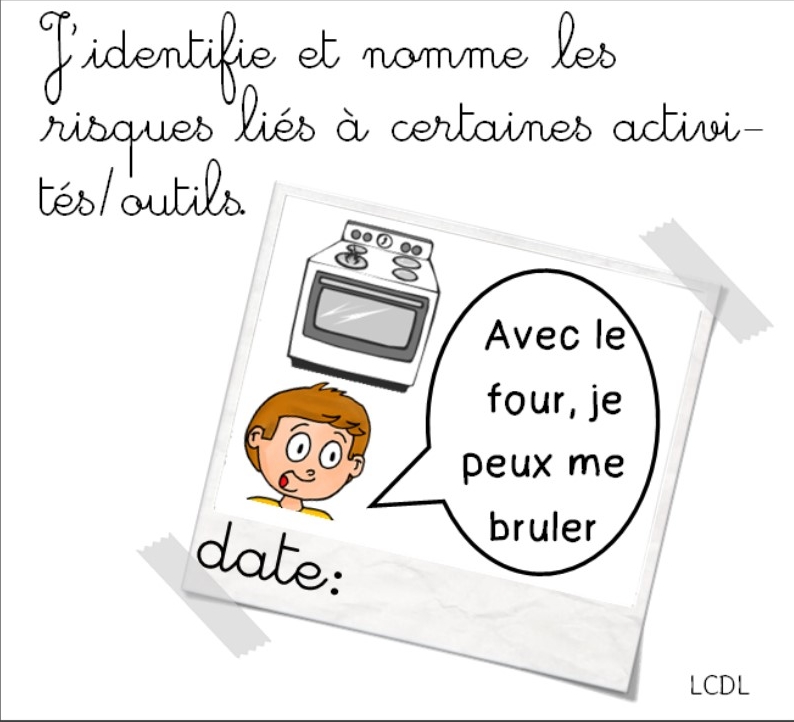 J'identifie et nomme les
risques liés à certaines activi-
tés/outils.
Avec le
four, je
peux me
bruler
date:
LCDL